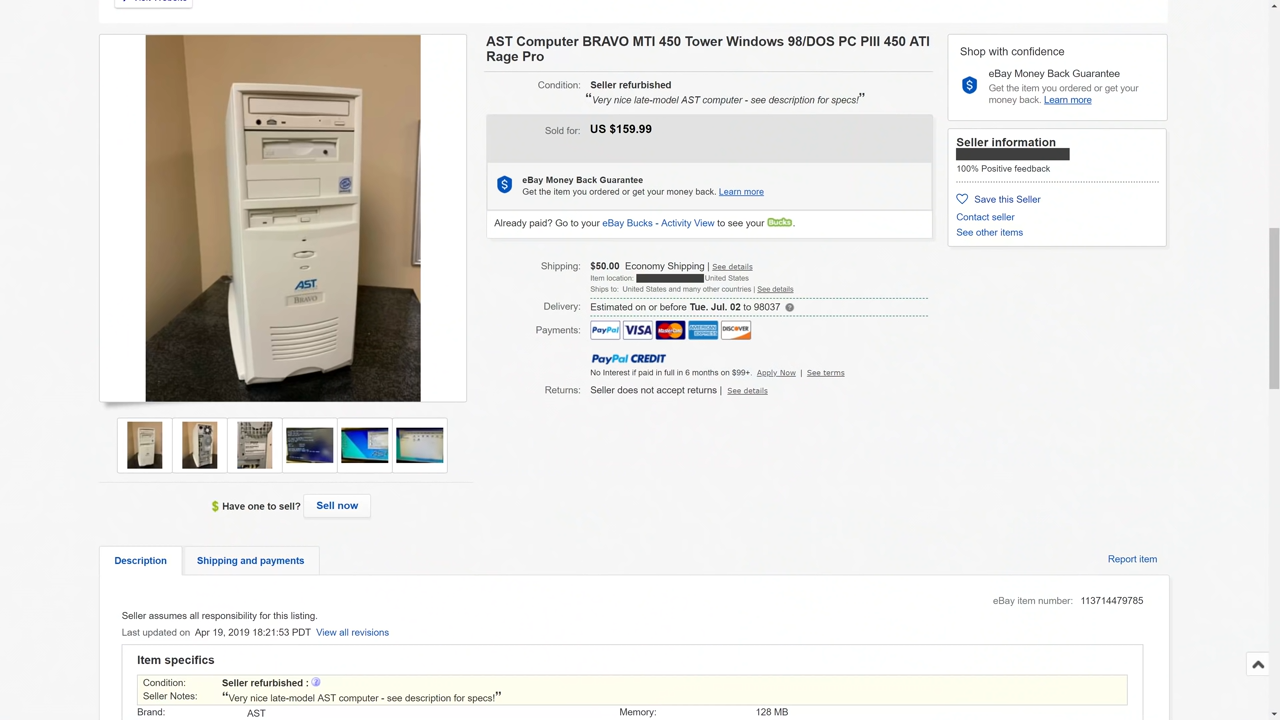 AST Computer BRAVO MTI 450 Tower Windows 98/DOS PC PIII 450 ATI
Rage Pro
Condition: Seller refurbished
“Very nice late-model AST computer - see description for specs!”
Sold for: US $159.99
eBay Money Back Guarantee
Get the item you ordered or get your money back. Learn more
Already paid? Go to your eBay Bucks - Activity View to see your Bucks.
Shipping: $50.00 Economy Shipping | See details
Item location: United States
Ships to: United States and many other countries | See details
Delivery: Estimated on or before Tue. Jul. 02 to 98037
Payments: PayPal VISA MasterCard AMERICAN EXPRESS DISCOVER
PayPal CREDIT
No Interest if paid in full in 6 months on $99+. Apply Now | See terms
Returns: Seller does not accept returns | See details
Shop with confidence
eBay Money Back Guarantee
Get the item you ordered or get your
money back. Learn more
Seller information
100% Positive feedback
Save this Seller
Contact seller
See other items
AST
BRAVO
Have one to sell? Sell now
Description
Shipping and payments
Report item
eBay item number: 113714479785
Seller assumes all responsibility for this listing.
Last updated on Apr 19, 2019 18:21:53 PDT View all revisions
Item specifics
Condition: Seller refurbished :
Seller Notes: “Very nice late-model AST computer - see description for specs!”
Brand: AST Memory: 128 MB